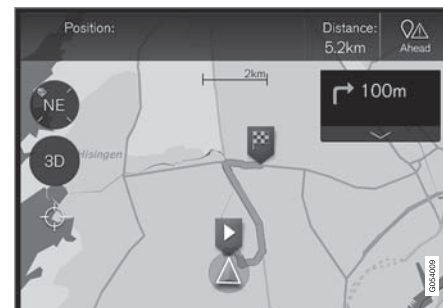 Position:
Distance:
5.2km
Ahead
2km
NE
100m
3D
Hisingen
G054009